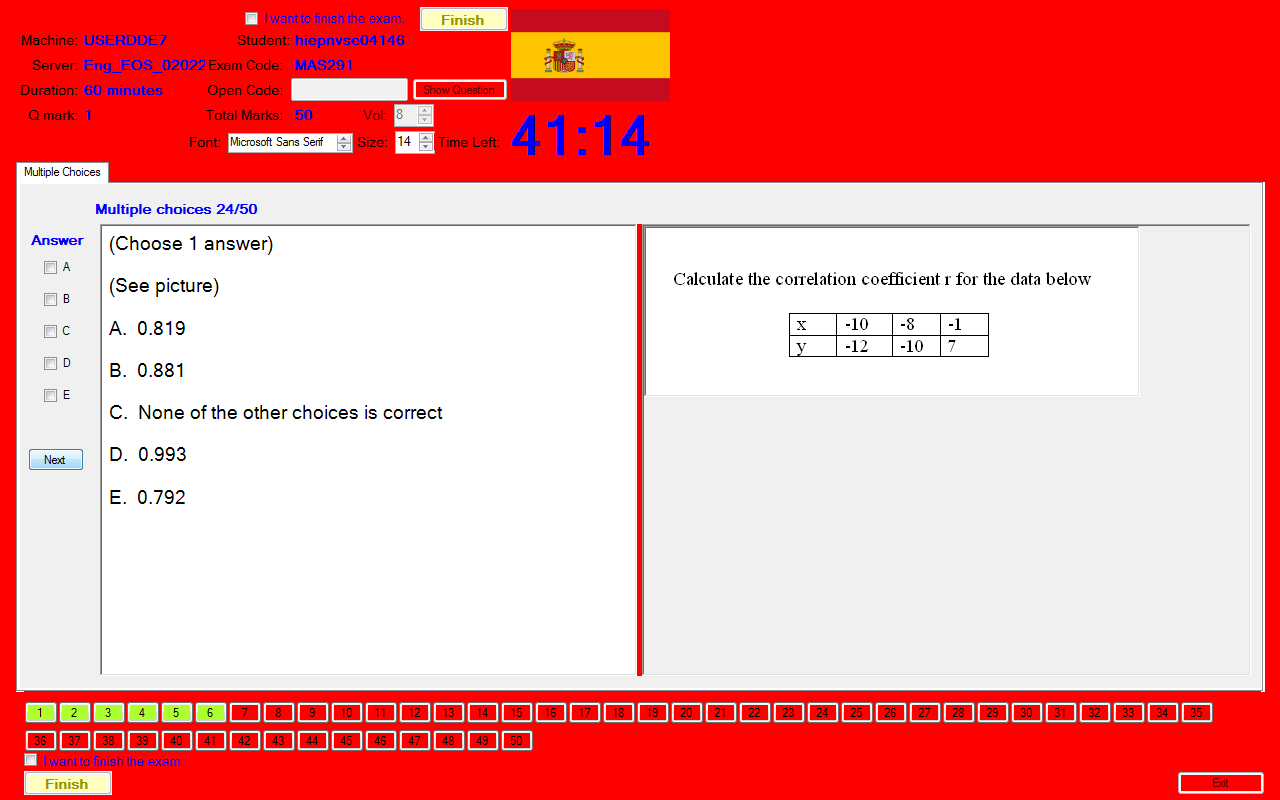 I want to finish the exam.
Finish
Machine: USERDDE7 Student: hiepnvse04146
Server: Eng_EOS_02022 Exam Code: MAS291
Duration: 60 minutes Open Code: Show Question
Q mark: 1 Total Marks: 50 Vol: 8
Font: Microsoft Sans Serif Size: 14 Time Left: 41:14
Multiple Choices
Multiple choices 24/50
Answer
A
B
C
D
E
Next
(Choose 1 answer)
(See picture)
A. 0.819
B. 0.881
C. None of the other choices is correct
D. 0.993
E. 0.792
Calculate the correlation coefficient r for the data below
x -10 -8 -1
y -12 -10 7
1 2 3 4 5 6 7 8 9 10 11 12 13 14 15 16 17 18 19 20 21 22 23 24 25 26 27 28 29 30 31 32 33 34 35
36 37 38 39 40 41 42 43 44 45 46 47 48 49 50
I want to finish the exam.
Finish
Exit